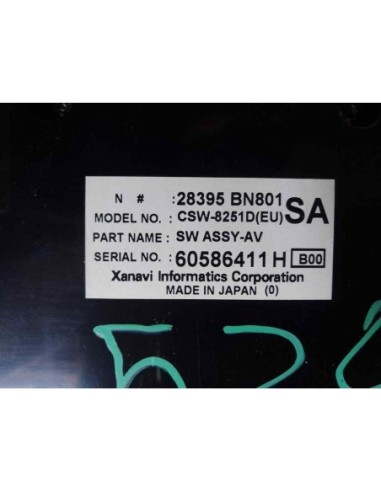 N # : 28395 BN801 SA
MODEL NO. : CSW-8251D(EU)
PART NAME : SW ASSY-AV
SERIAL NO. : 60586411 H B00
Xanavi Informatics Corporation
MADE IN JAPAN (0)